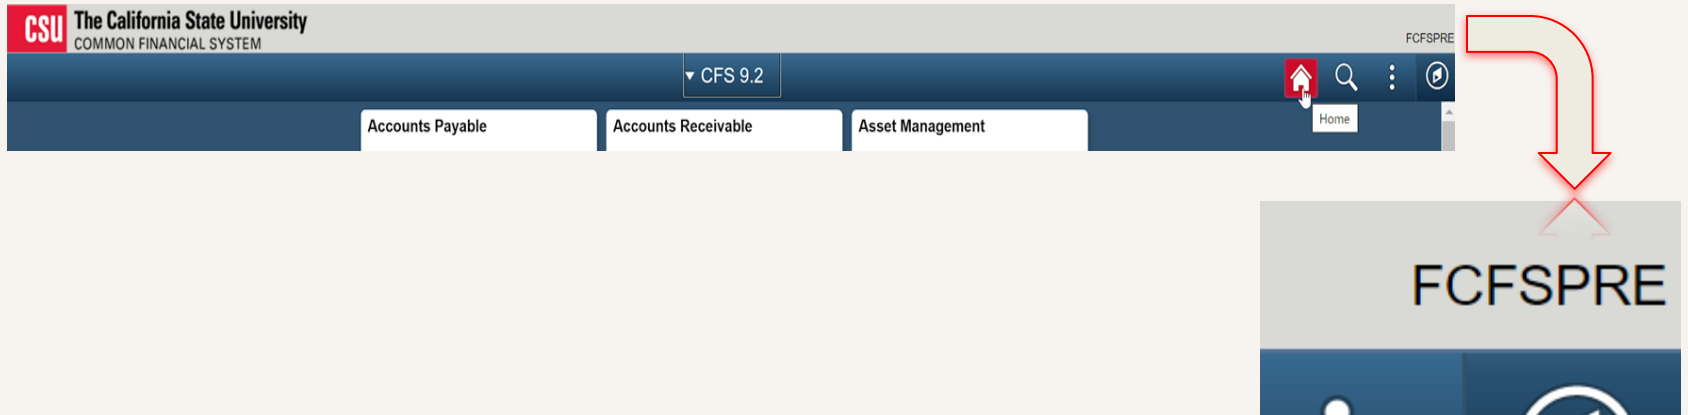 CSU The California State University
COMMON FINANCIAL SYSTEM
FCFSPRE
CFS 9.2
Home
Accounts Payable
Accounts Receivable
Asset Management
FCFSPRE